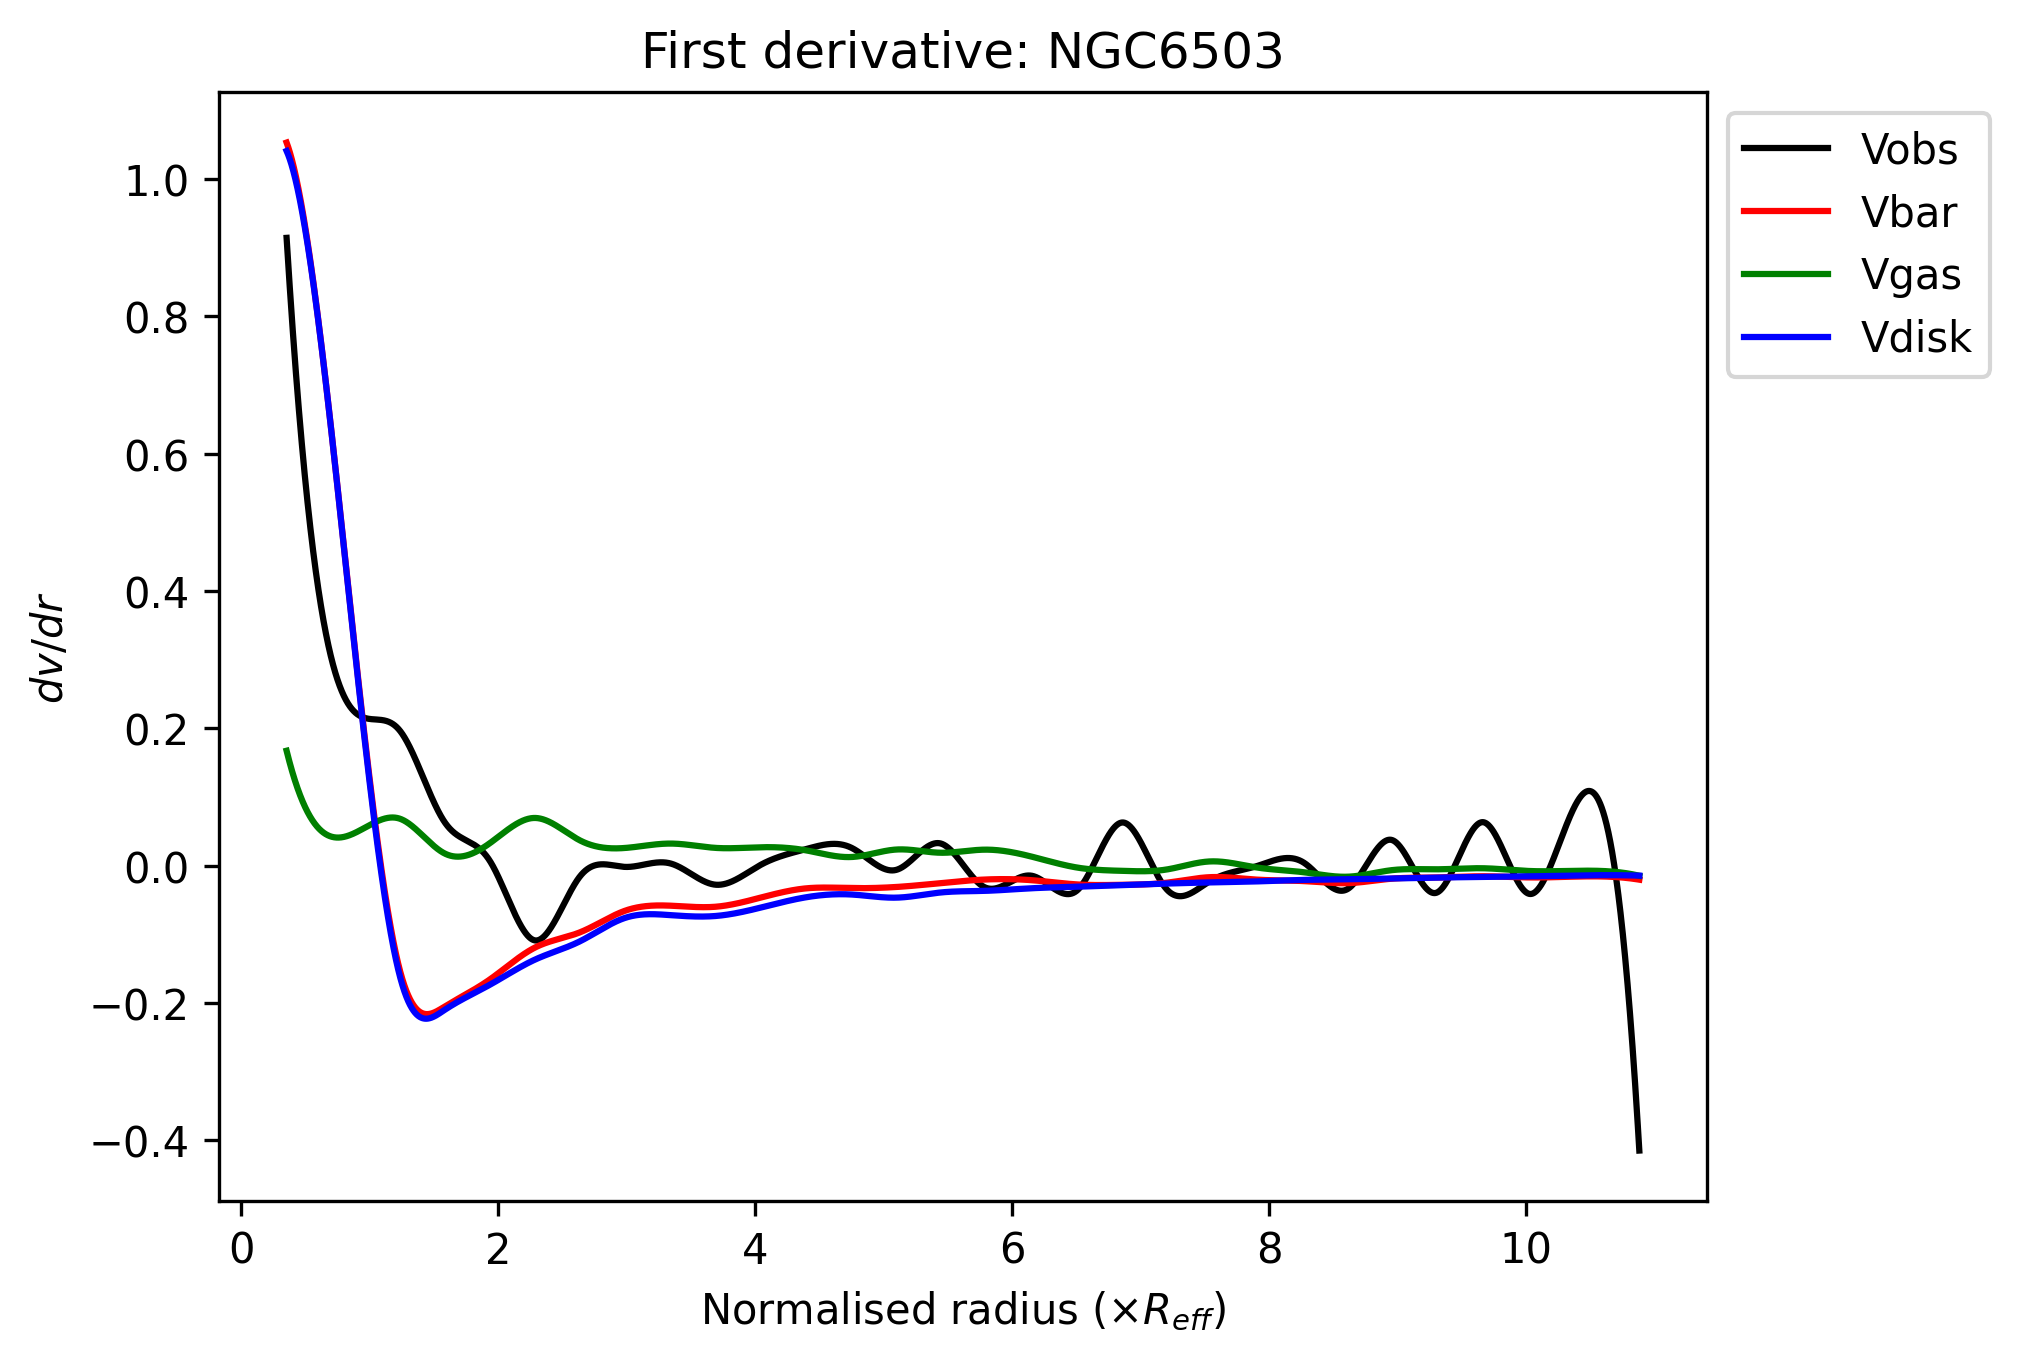 First derivative: NGC6503
Vobs
Vbar
Vgas
Vdisk
1.0
0.8
0.6
0.4
0.2
0.0
−0.2
−0.4
dv/dr
0 2 4 6 8 10
Normalised radius (×R_eff)